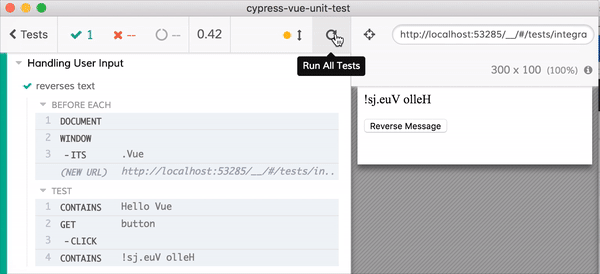 cypress-vue-unit-test
Tests 1 -- -- 0.42 http://localhost:53285/__/#/tests/integra
Run All Tests
300 x 100 (100%)
Handling User Input
reverses text
BEFORE EACH
1 DOCUMENT
2 WINDOW
3 - ITS .Vue
(NEW URL) http://localhost:53285/__/#/tests/in..
TEST
1 CONTAINS Hello Vue
2 GET button
3 - CLICK
4 CONTAINS !sj.euV olleH
!sj.euV olleH
Reverse Message